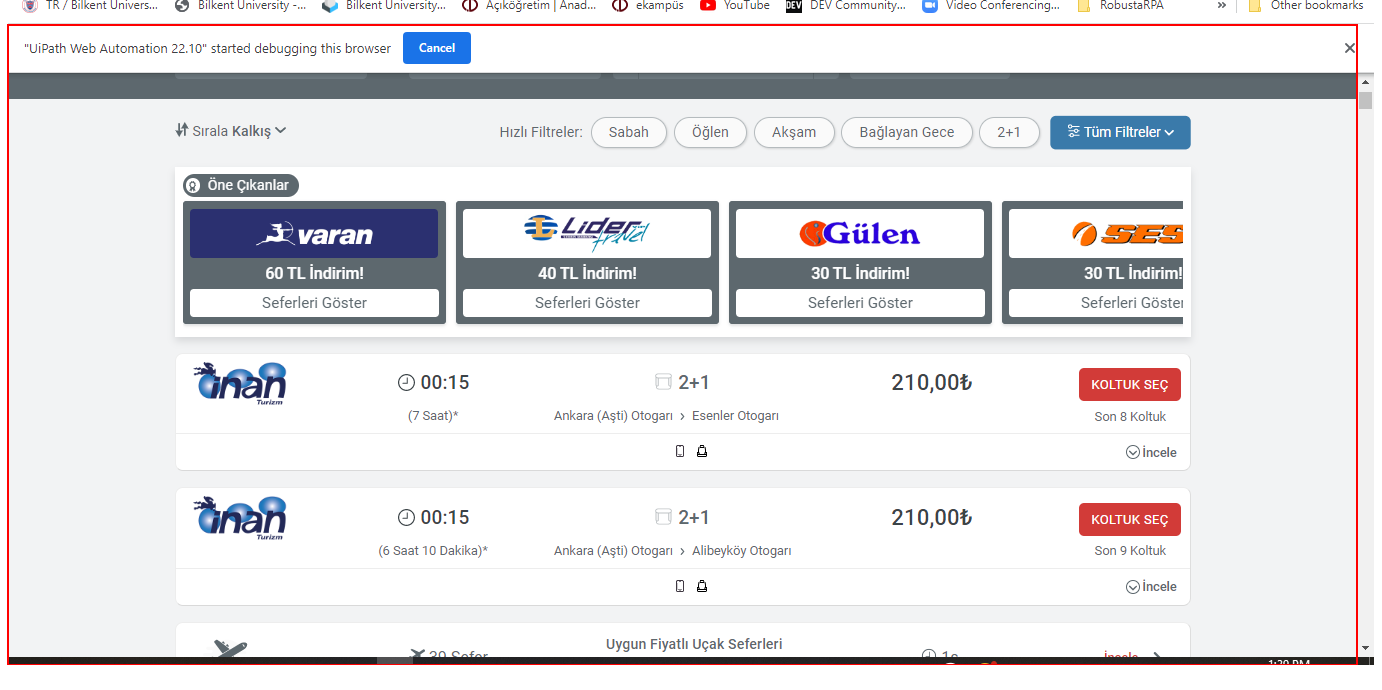 TR / Bilkent Univers... Bilkent University -... Bilkent University... Açıköğretim | Anad... ekampüs YouTube DEV DEV Community... Video Conferencing... RobustaRPA » Other bookmarks
"UiPath Web Automation 22.10" started debugging this browser Cancel
Sırala Kalkış Hızlı Filtreler: Sabah Öğlen Akşam Bağlayan Gece 2+1 Tüm Filtreler
Öne Çıkanlar
varan Lider travel Gülen SES
60 TL İndirim! 40 TL İndirim! 30 TL İndirim! 30 TL İndirim!
Seferleri Göster Seferleri Göster Seferleri Göster Seferleri Göster
inan Turizm 00:15 2+1 210,00₺ KOLTUK SEÇ
(7 Saat)* Ankara (Aşti) Otogarı › Esenler Otogarı Son 8 Koltuk
İncele
inan Turizm 00:15 2+1 210,00₺ KOLTUK SEÇ
(6 Saat 10 Dakika)* Ankara (Aşti) Otogarı › Alibeyköy Otogarı Son 9 Koltuk
İncele
Uygun Fiyatlı Uçak Seferleri
39 Sefer 1s İncele
1:39 PM